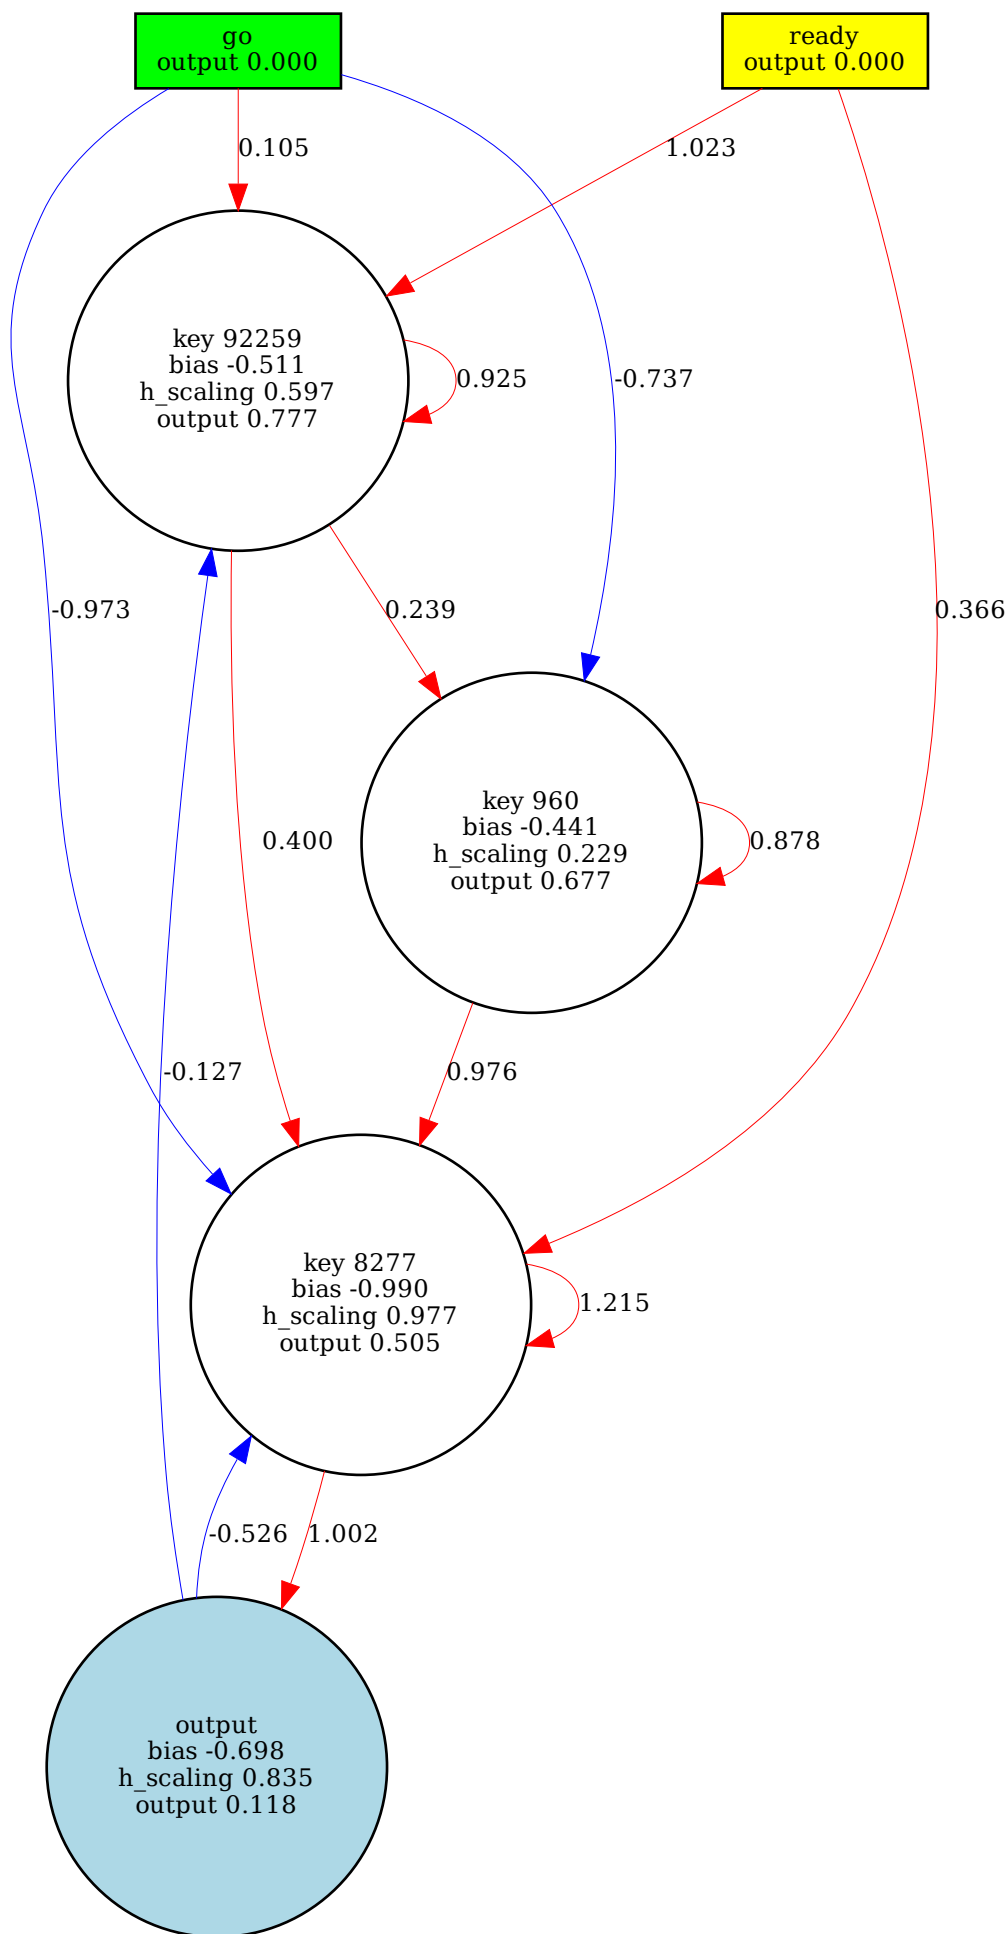 go
output 0.000
ready
output 0.000
0.105
1.023
key 92259
bias -0.511
h_scaling 0.597
output 0.777
0.925
-0.737
-0.973
0.239
0.366
key 960
bias -0.441
h_scaling 0.229
output 0.677
0.400
0.878
-0.127
0.976
key 8277
bias -0.990
h_scaling 0.977
output 0.505
1.215
-0.526
1.002
output
bias -0.698
h_scaling 0.835
output 0.118